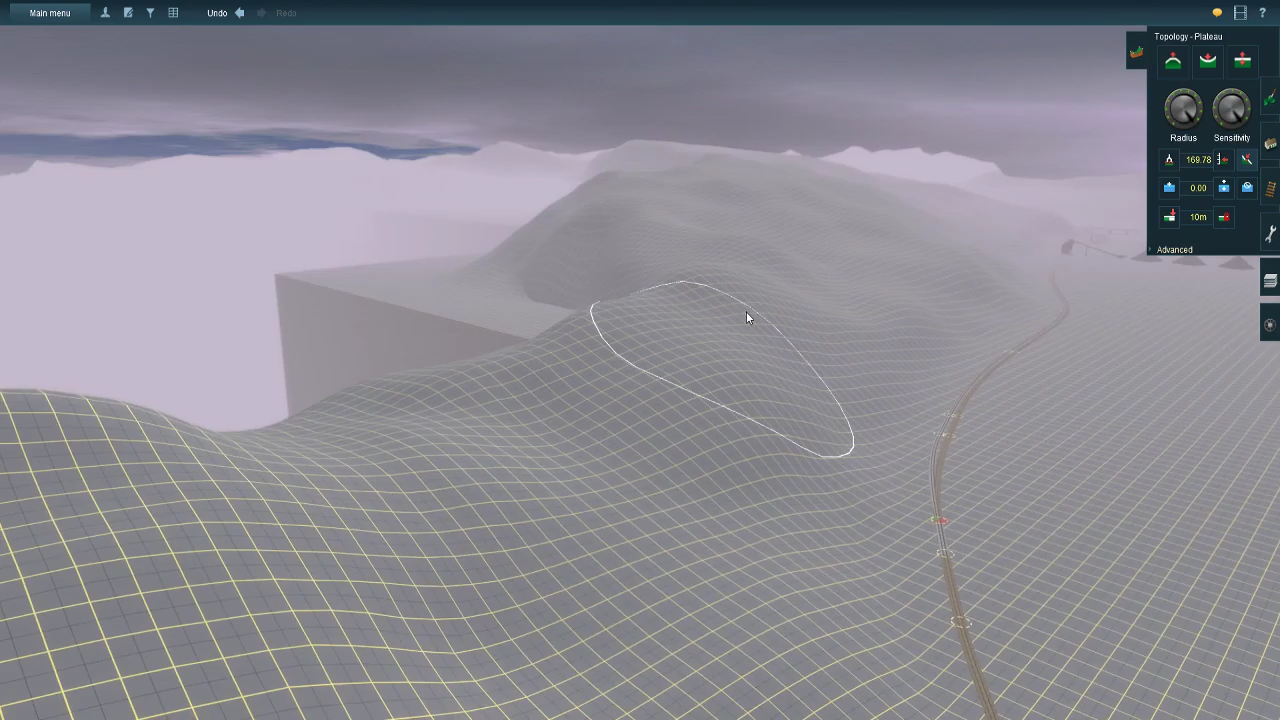 Main menu
Undo
Redo
?
Topology - Plateau
Radius
Sensitivity
169.78
0.00
10m
Advanced